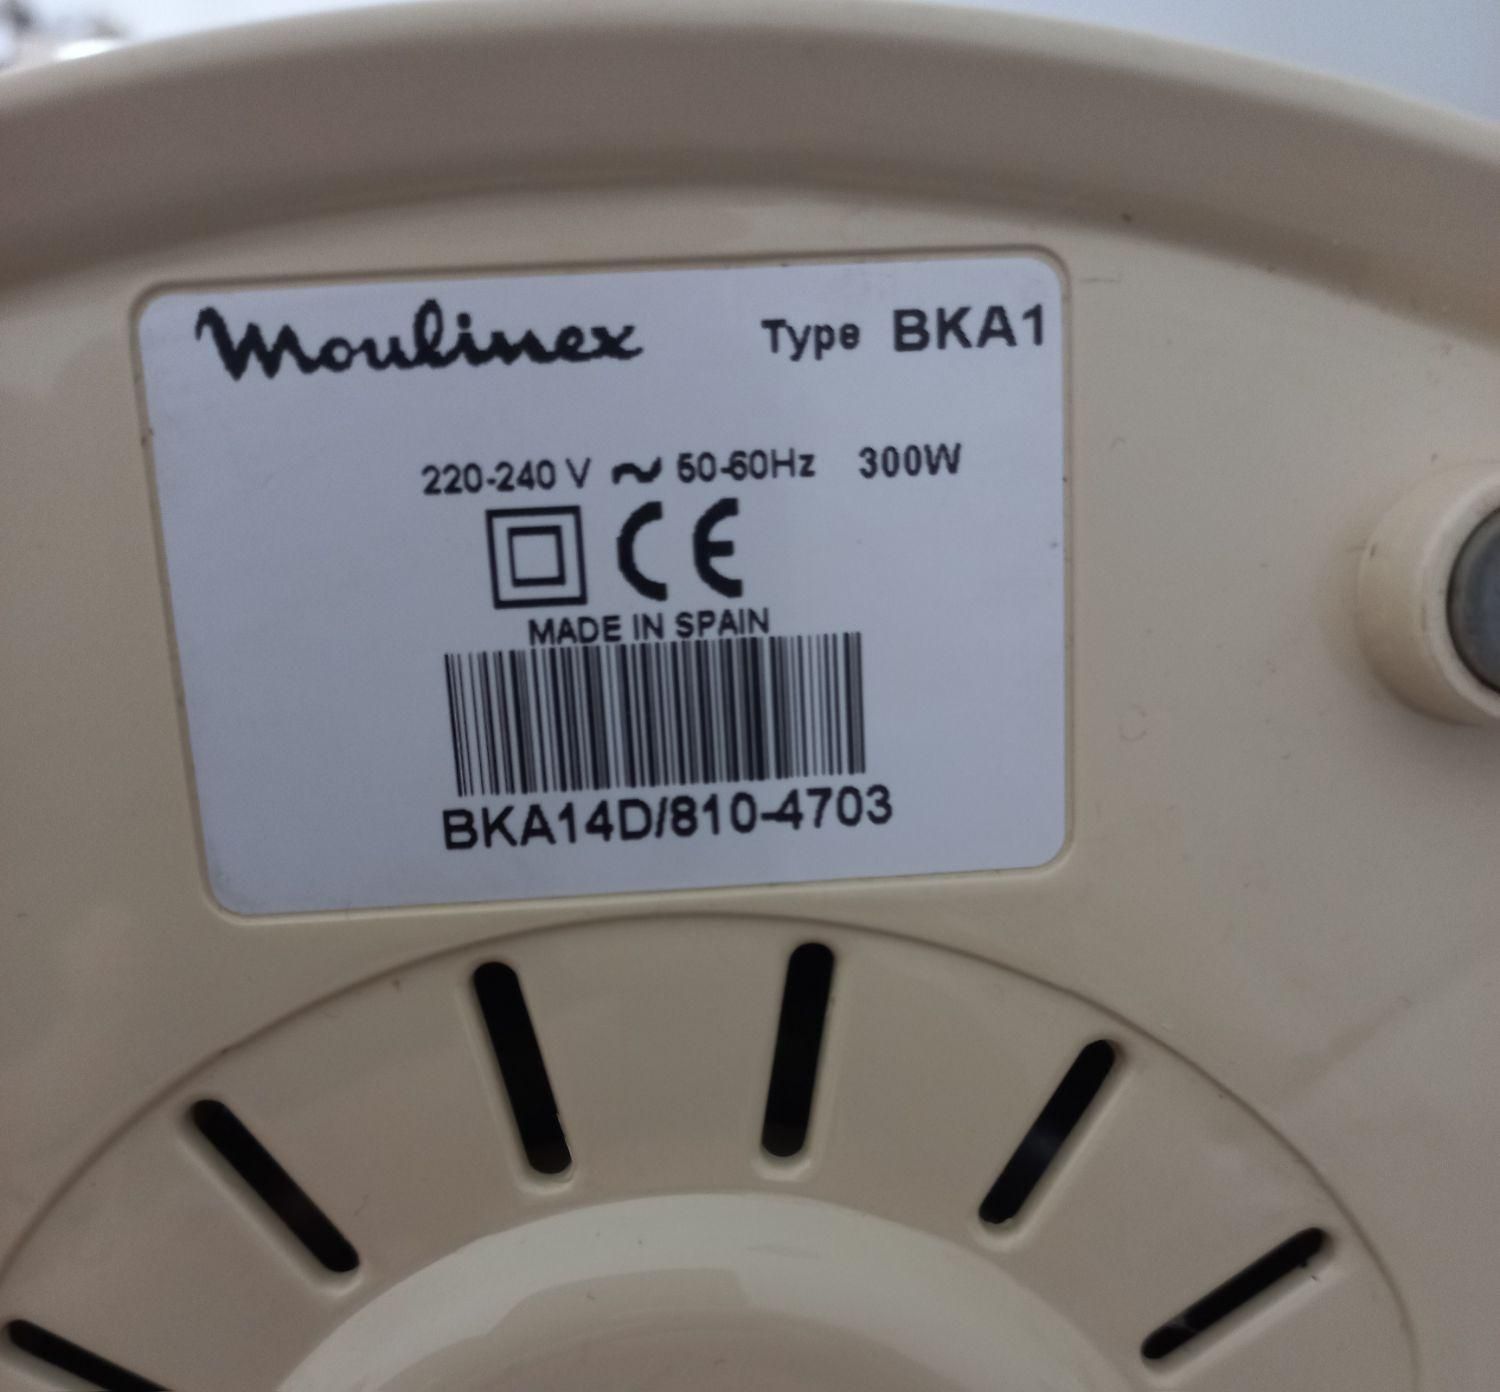 Moulinex Type BKA1
220-240 V ~ 50-60Hz 300W
CE
MADE IN SPAIN
BKA14D/810-4703